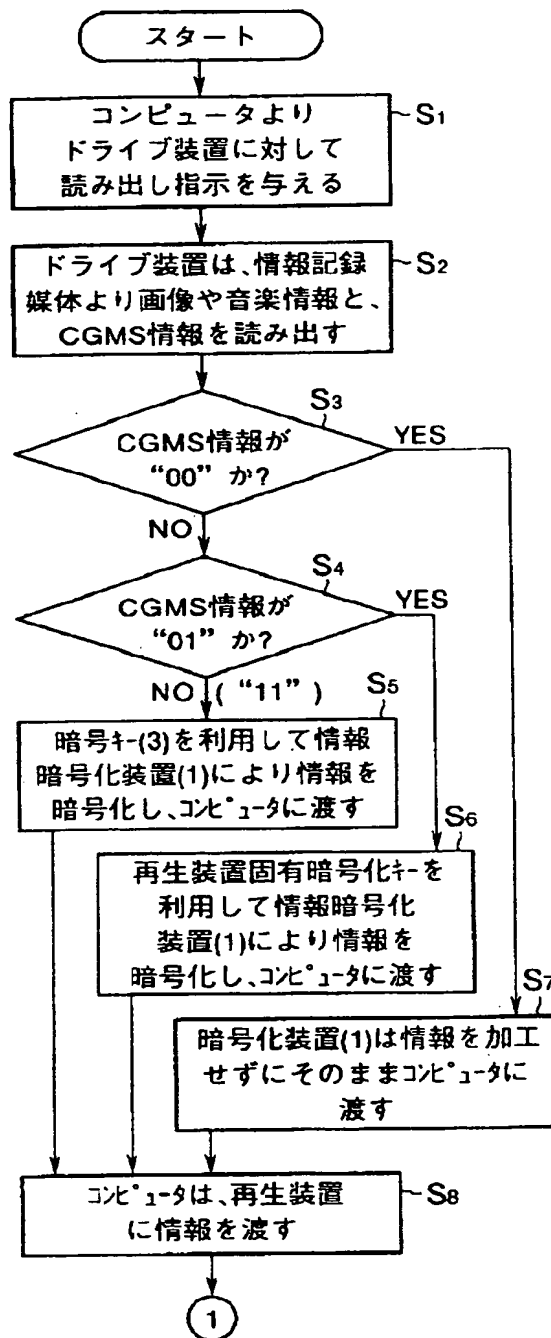 スタート
コンピュータより
ドライブ装置に対して
読み出し指示を与える
S1
ドライブ装置は、情報記録
媒体より画像や音楽情報と、
CGMS情報を読み出す
S2
CGMS情報が
“00” か?
S3
YES
NO
CGMS情報が
“01” か?
S4
YES
NO (“11”)
暗号キー(3)を利用して情報
暗号化装置(1)により情報を
暗号化し、コンピュータに渡す
S5
再生装置固有暗号化キーを
利用して情報暗号化
装置(1)により情報を
暗号化し、コンピュータに渡す
S6
暗号化装置(1)は情報を加工
せずにそのままコンピュータに
渡す
S7
コンピュータは、再生装置
に情報を渡す
S8
1